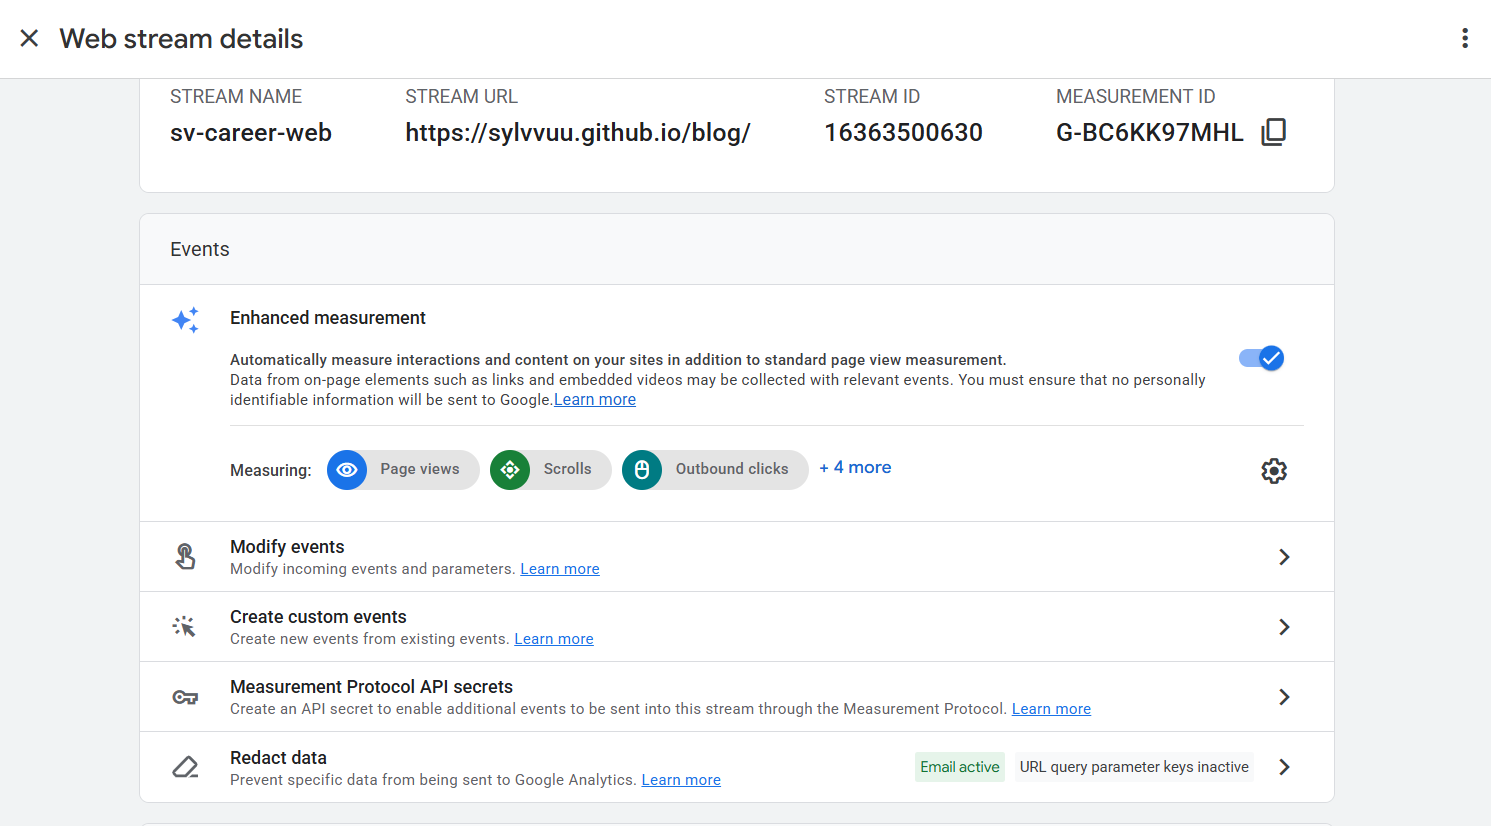 Web stream details
STREAM NAME
sv-career-web
STREAM URL
https://sylvvuu.github.io/blog/
STREAM ID
16363500630
MEASUREMENT ID
G-BC6KK97MHL
Events
Enhanced measurement
Automatically measure interactions and content on your sites in addition to standard page view measurement.
Data from on-page elements such as links and embedded videos may be collected with relevant events. You must ensure that no personally
identifiable information will be sent to Google.Learn more
Measuring: Page views Scrolls Outbound clicks + 4 more
Modify events
Modify incoming events and parameters. Learn more
Create custom events
Create new events from existing events. Learn more
Measurement Protocol API secrets
Create an API secret to enable additional events to be sent into this stream through the Measurement Protocol. Learn more
Redact data
Prevent specific data from being sent to Google Analytics. Learn more
Email active URL query parameter keys inactive